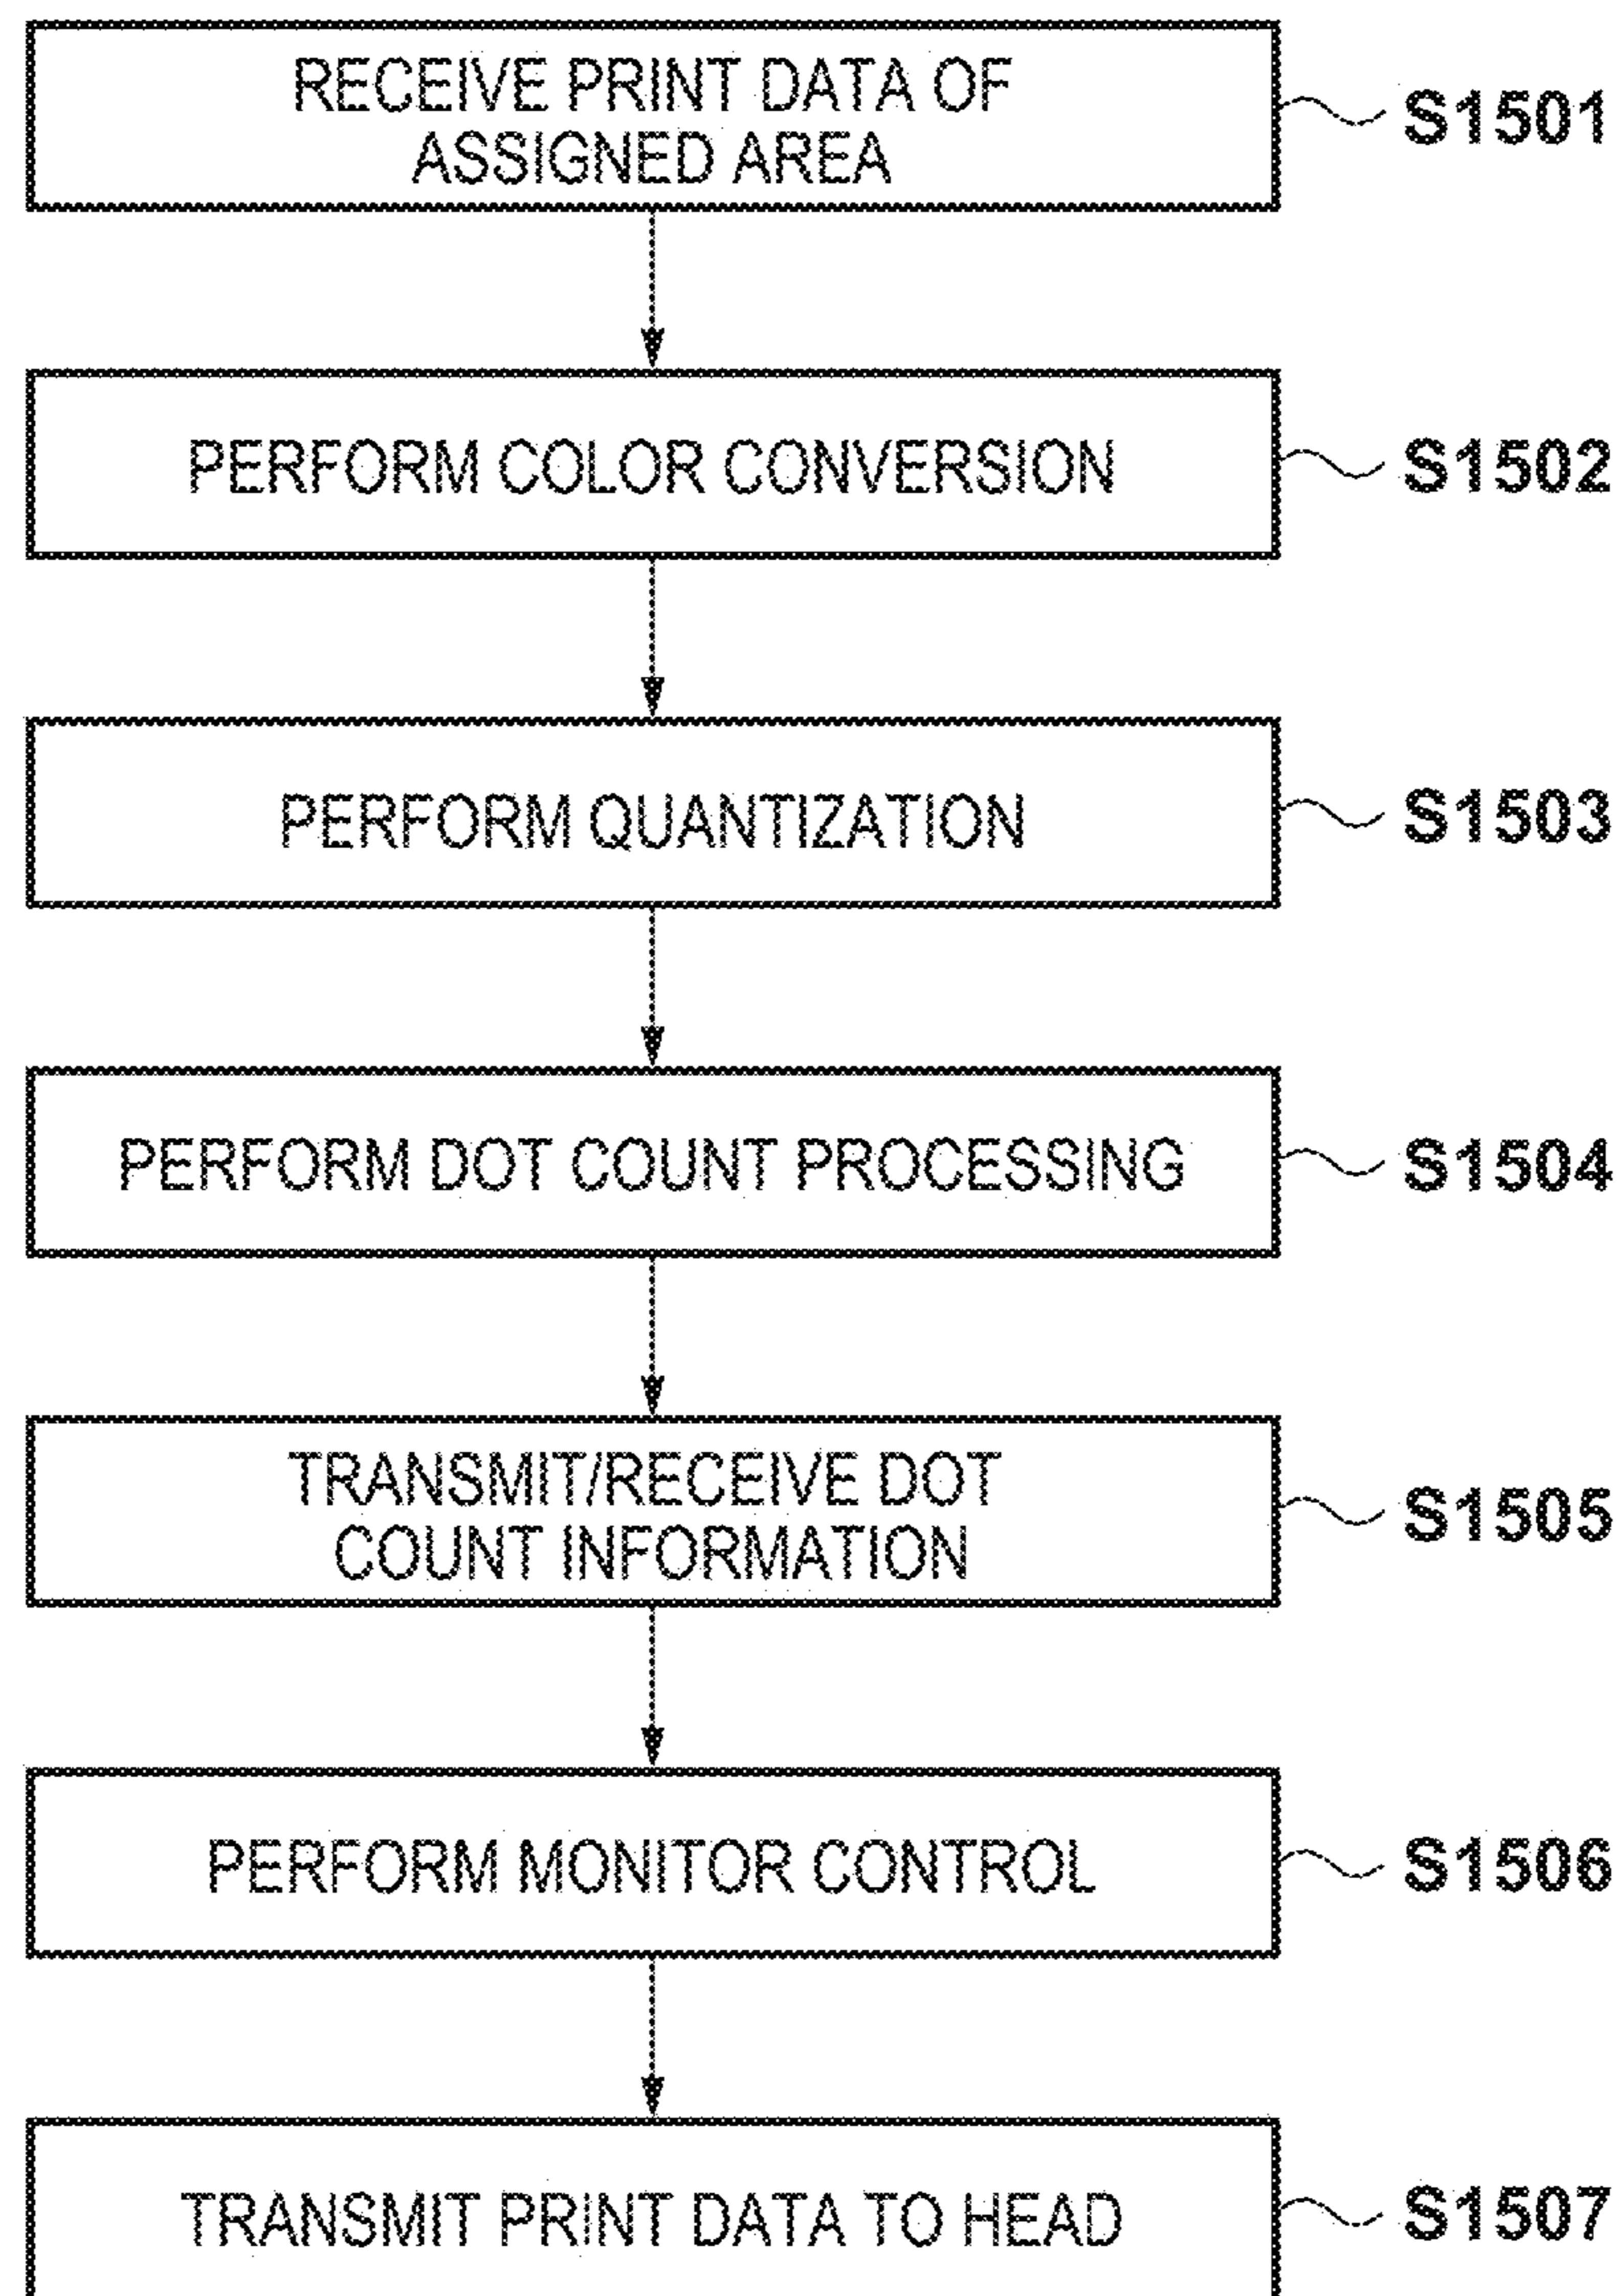 RECEIVE PRINT DATA OF
ASSIGNED AREA
S1501
PERFORM COLOR CONVERSION
S1502
PERFORM QUANTIZATION
S1503
PERFORM DOT COUNT PROCESSING
S1504
TRANSMIT/RECEIVE DOT
COUNT INFORMATION
S1505
PERFORM MONITOR CONTROL
S1506
TRANSMIT PRINT DATA TO HEAD
S1507